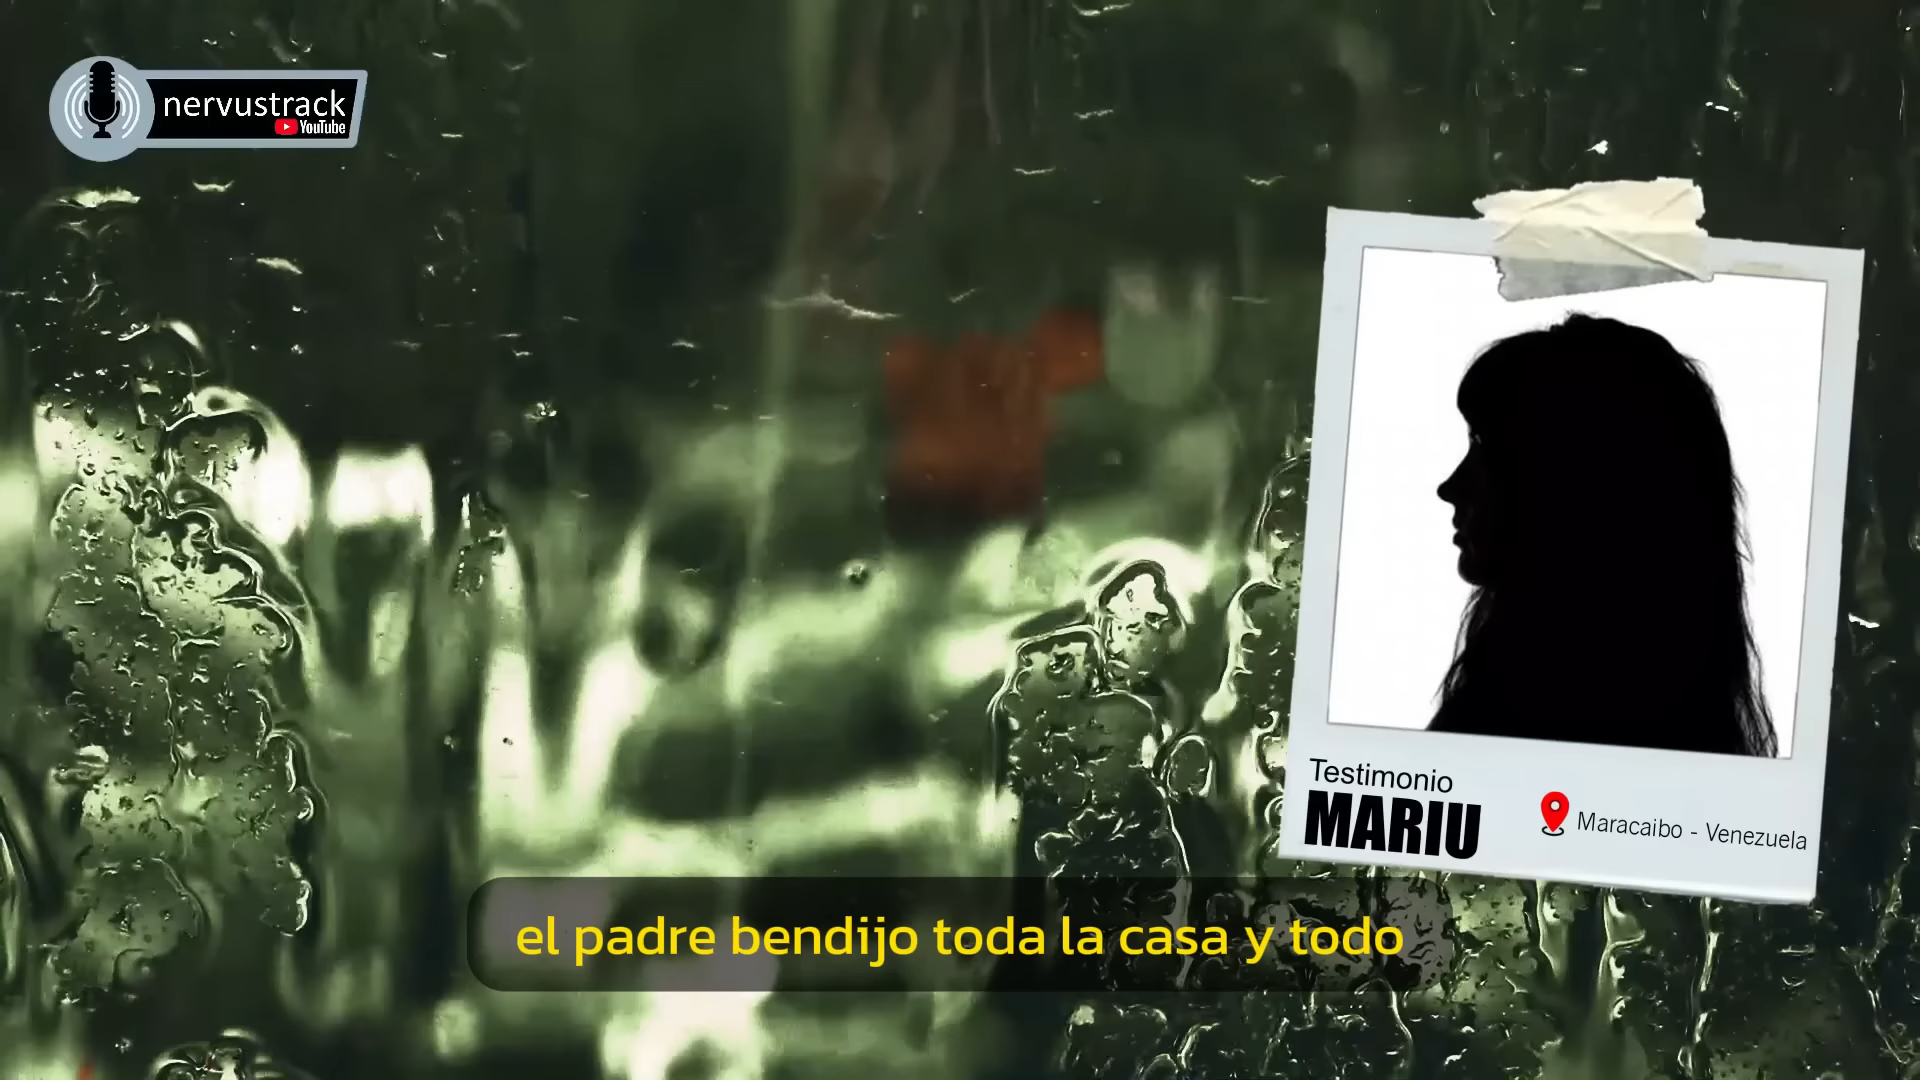 nervustrack
YouTube
Testimonio
MARIU
Maracaibo - Venezuela
el padre bendijo toda la casa y todo